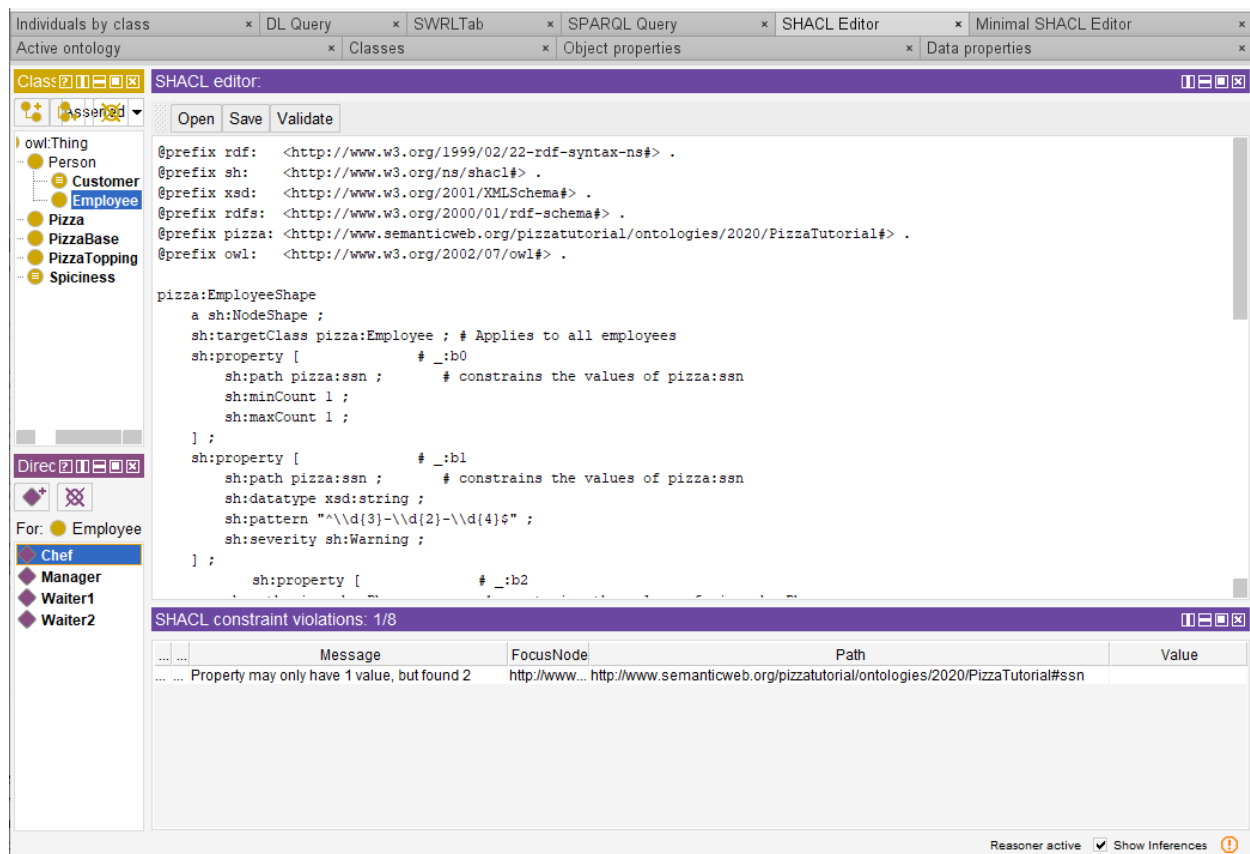 Individuals by class × DL Query × SWRLTab × SPARQL Query × SHACL Editor × Minimal SHACL Editor ×
Active ontology × Classes × Object properties × Data properties ×
Class
SHACL editor:
Asserted
Open Save Validate
owl:Thing
Person
Customer
Employee
Pizza
PizzaBase
PizzaTopping
Spiciness
@prefix rdf: <http://www.w3.org/1999/02/22-rdf-syntax-ns#> .
@prefix sh: <http://www.w3.org/ns/shacl#> .
@prefix xsd: <http://www.w3.org/2001/XMLSchema#> .
@prefix rdfs: <http://www.w3.org/2000/01/rdf-schema#> .
@prefix pizza: <http://www.semanticweb.org/pizzatutorial/ontologies/2020/PizzaTutorial#> .
@prefix owl: <http://www.w3.org/2002/07/owl#> .
pizza:EmployeeShape
a sh:NodeShape ;
sh:targetClass pizza:Employee ; # Applies to all employees
sh:property [ # _:b0
sh:path pizza:ssn ; # constrains the values of pizza:ssn
sh:minCount 1 ;
sh:maxCount 1 ;
] ;
sh:property [ # _:b1
sh:path pizza:ssn ; # constrains the values of pizza:ssn
sh:datatype xsd:string ;
sh:pattern "^\\d{3}-\\d{2}-\\d{4}$" ;
sh:severity sh:Warning ;
] ;
sh:property [ # _:b2
Direc
For: Employee
Chef
Manager
Waiter1
Waiter2
SHACL constraint violations: 1/8
... ... Message FocusNode Path Value
... ... Property may only have 1 value, but found 2 http://www... http://www.semanticweb.org/pizzatutorial/ontologies/2020/PizzaTutorial#ssn
Reasoner active Show Inferences